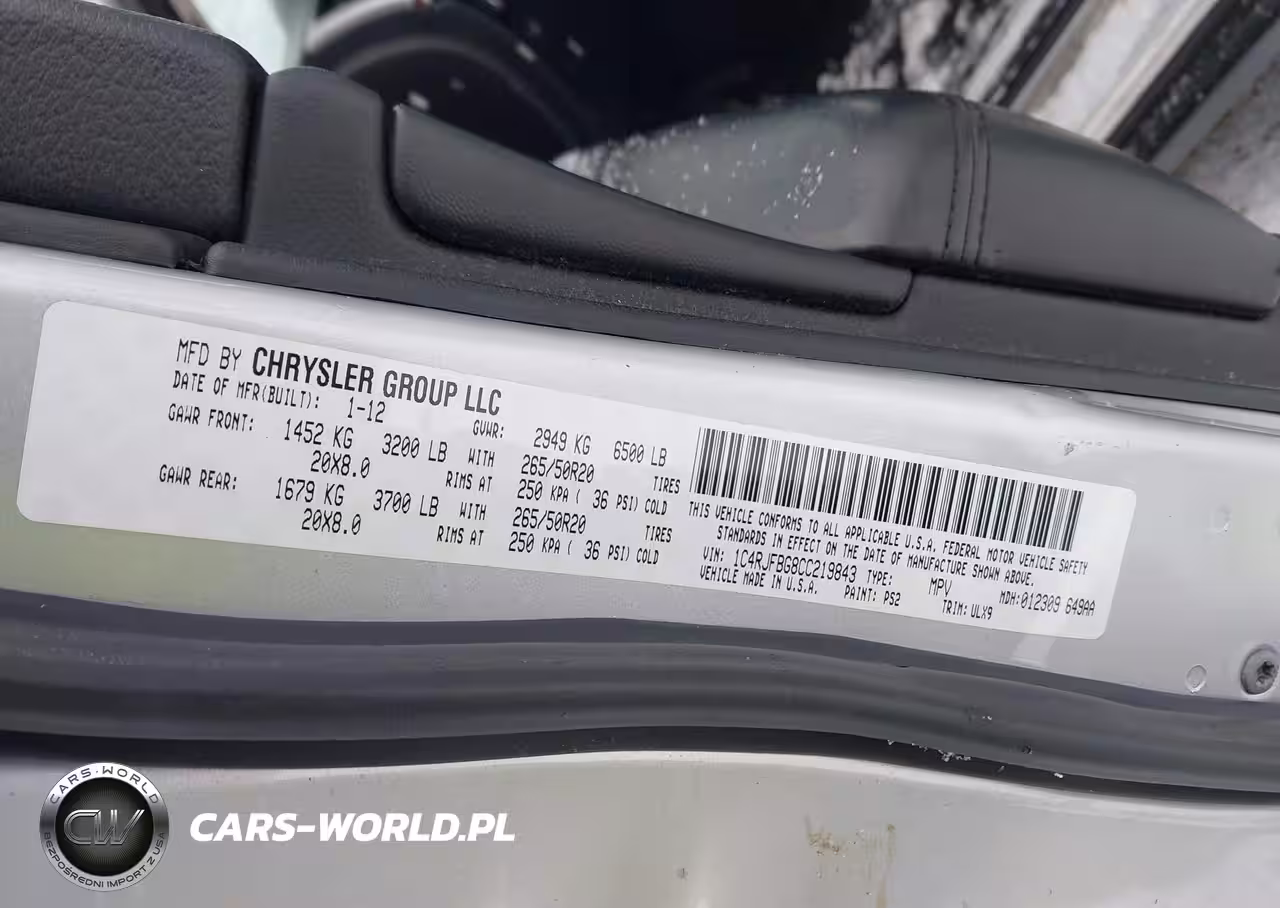 MFD BY CHRYSLER GROUP LLC
DATE OF MFR(BUILT): 1-12 GVWR: 2949 KG 6500 LB
GAWR FRONT: 1452 KG 3200 LB WITH 265/50R20 TIRES
20X8.0 RIMS AT 250 KPA ( 36 PSI) COLD
GAWR REAR: 1679 KG 3700 LB WITH 265/50R20 TIRES
20X8.0 RIMS AT 250 KPA ( 36 PSI) COLD
THIS VEHICLE CONFORMS TO ALL APPLICABLE U.S.A. FEDERAL MOTOR VEHICLE SAFETY
STANDARDS IN EFFECT ON THE DATE OF MANUFACTURE SHOWN ABOVE.
VIN: 1C4RJFBG8CC219843 TYPE: MPV MDH:012309 649AA
VEHICLE MADE IN U.S.A. PAINT: PS2 TRIM: ULX9
CARS-WORLD
CW
BEZPOŚREDNI IMPORT Z USA
CARS-WORLD.PL